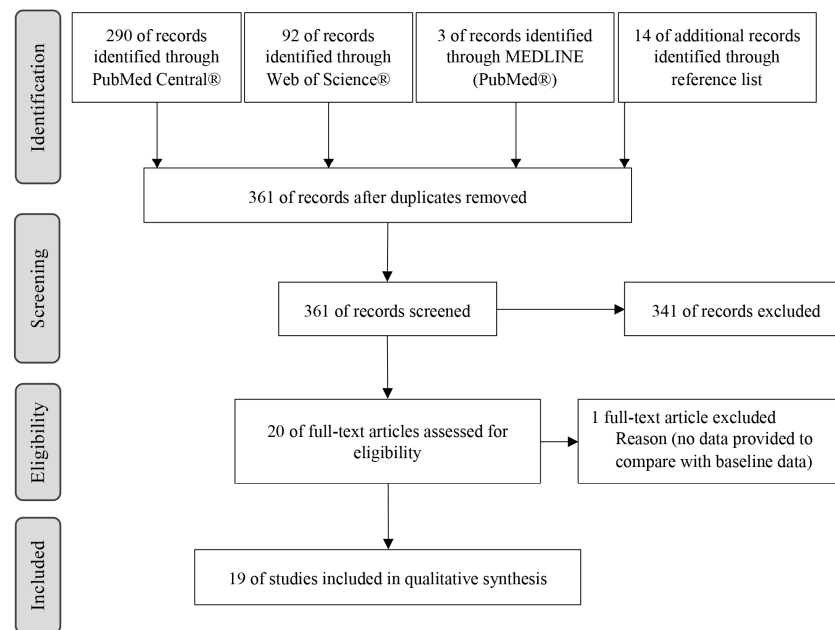 Identification
290 of records
identified through
PubMed Central®
92 of records
identified through
Web of Science®
3 of records identified
through MEDLINE
(PubMed®)
14 of additional records
identified through
reference list
361 of records after duplicates removed
Screening
361 of records screened
341 of records excluded
Eligibility
20 of full-text articles assessed for
eligibility
1 full-text article excluded
Reason (no data provided to
compare with baseline data)
Included
19 of studies included in qualitative synthesis